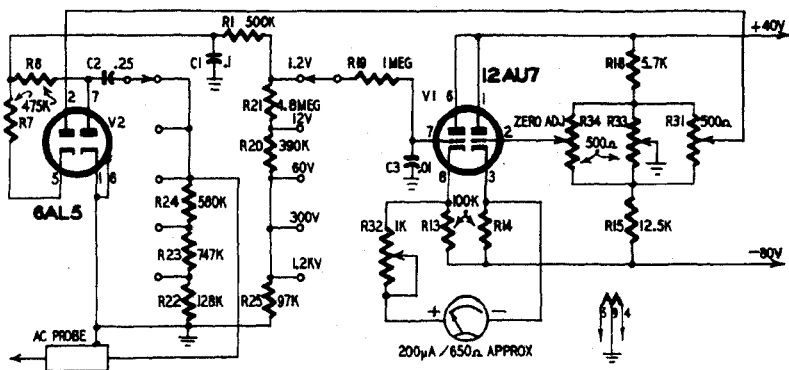 R1 500K
+40V
R8
C2 .25
C1 .1
1.2V
R19 1MEG
12AU7
R18 5.7K
475K
R7
2 7
V2
R21 4.8MEG
V1 6 1
12V
R20 390K
7 2
ZERO ADJ
R34
R33
R31
500Ω
500Ω
C3 .01
5 1 6
60V
8 3
6AL5
R24 560K
100K
R32 1K
R13
R14
R15 12.5K
300V
R23 747K
-80V
1.2KV
R22 128K
R25 97K
+ -
5 9 4
AC PROBE
200μA/650Ω APPROX